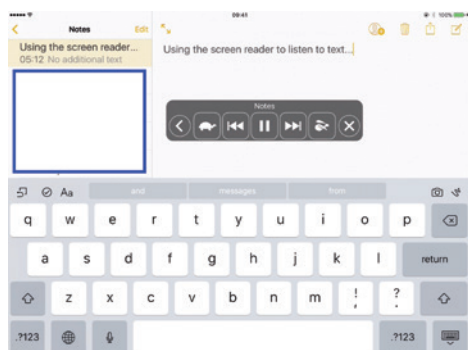 09:41
100%
Notes
Edit
Using the screen reader...
05:12 No additional text
Using the screen reader to listen to text...
Notes
Aa
and
messages
from
q w e r t y u i o p
a s d f g h j k l return
z x c v b n m ! , ? .
.?123
.?123